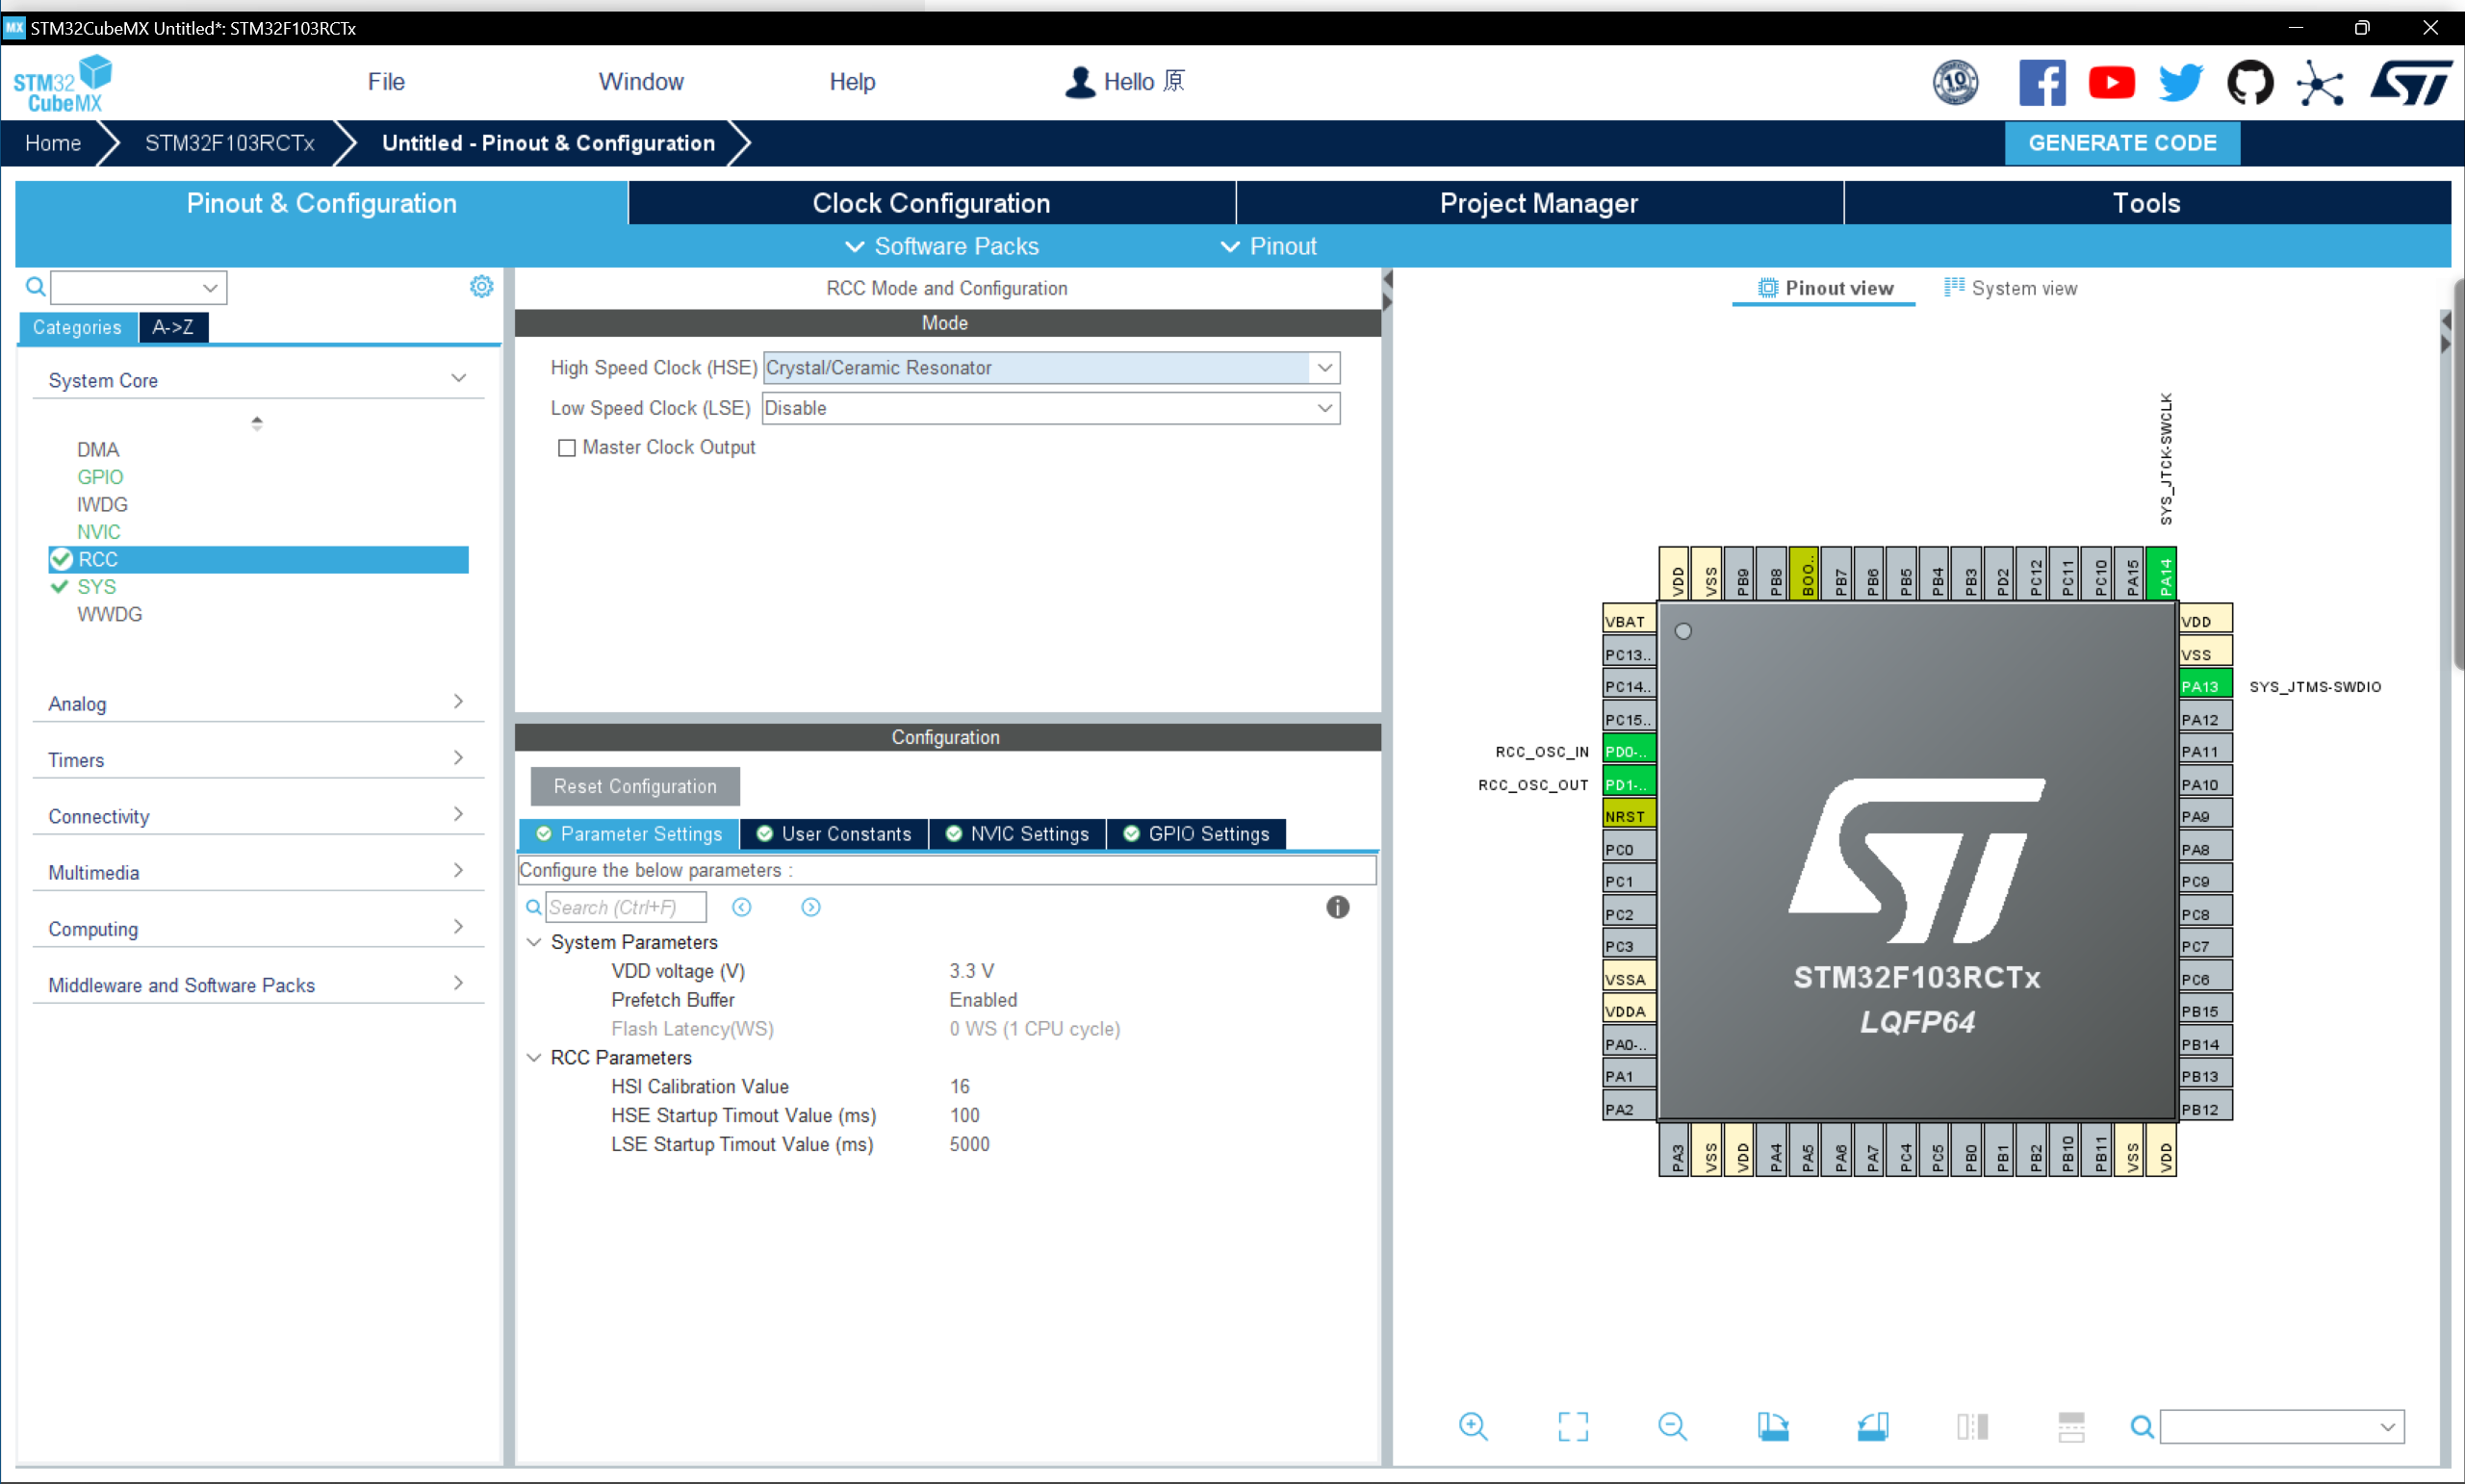 MX STM32CubeMX Untitled*: STM32F103RCTx
STM32 CubeMX
File Window Help Hello 原
10
Home STM32F103RCTx Untitled - Pinout & Configuration GENERATE CODE
Pinout & Configuration Clock Configuration Project Manager Tools
Software Packs Pinout
Categories A->Z
System Core
DMA
GPIO
IWDG
NVIC
RCC
SYS
WWDG
Analog
Timers
Connectivity
Multimedia
Computing
Middleware and Software Packs
RCC Mode and Configuration
Mode
High Speed Clock (HSE) Crystal/Ceramic Resonator
Low Speed Clock (LSE) Disable
Master Clock Output
Configuration
Reset Configuration
Parameter Settings User Constants NVIC Settings GPIO Settings
Configure the below parameters :
Search (Ctrl+F)
System Parameters
VDD voltage (V) 3.3 V
Prefetch Buffer Enabled
Flash Latency(WS) 0 WS (1 CPU cycle)
RCC Parameters
HSI Calibration Value 16
HSE Startup Timout Value (ms) 100
LSE Startup Timout Value (ms) 5000
Pinout view System view
SYS_JTCK-SWCLK
VDD VSS PB9 PB8 BOO.. PB7 PB6 PB5 PB4 PB3 PD2 PC12 PC11 PC10 PA15 PA14
VBAT
PC13..
PC14..
PC15..
RCC_OSC_IN PD0-..
RCC_OSC_OUT PD1-..
NRST
PC0
PC1
PC2
PC3
VSSA
VDDA
PA0-..
PA1
PA2
STM32F103RCTx
LQFP64
VDD
VSS
PA13 SYS_JTMS-SWDIO
PA12
PA11
PA10
PA9
PA8
PC9
PC8
PC7
PC6
PB15
PB14
PB13
PB12
PA3 VSS VDD PA4 PA5 PA6 PA7 PC4 PC5 PB0 PB1 PB2 PB10 PB11 VSS VDD